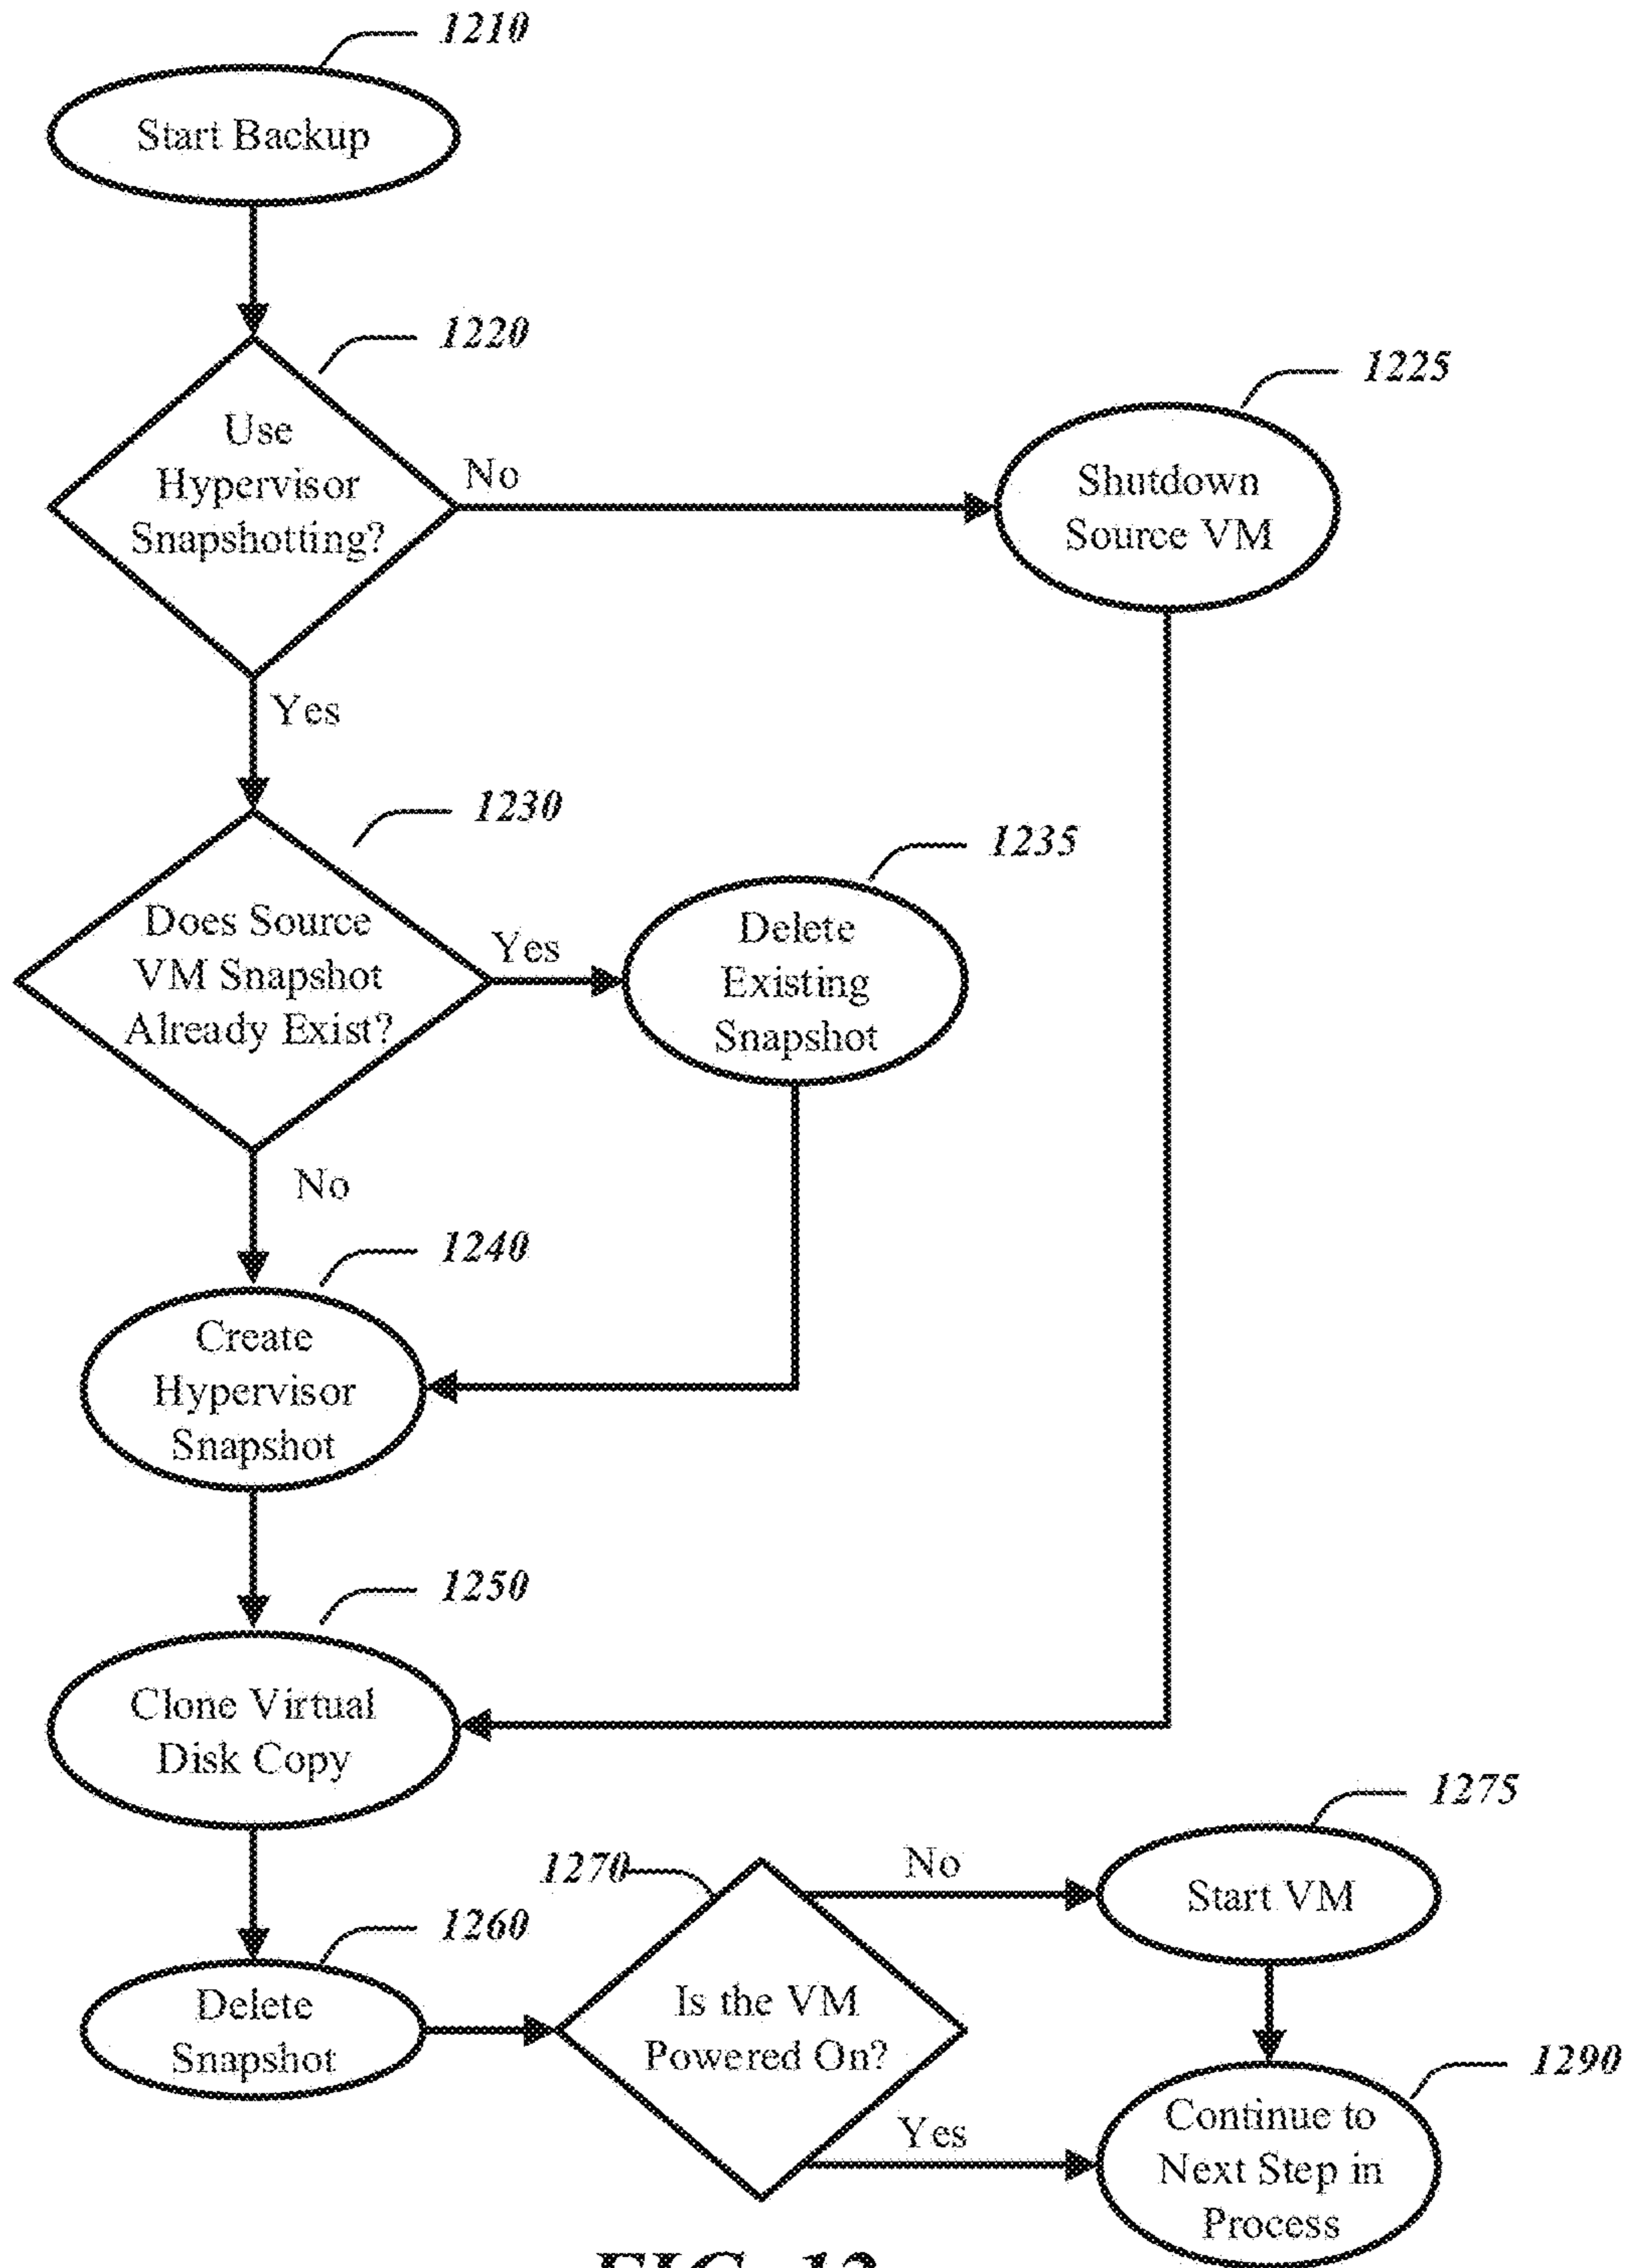 1210
Start Backup
1220
Use
Hypervisor
Snapshotting?
No
1225
Shutdown
Source VM
Yes
1230
Does Source
VM Snapshot
Already Exist?
Yes
1235
Delete
Existing
Snapshot
No
1240
Create
Hypervisor
Snapshot
1250
Clone Virtual
Disk Copy
1260
Delete
Snapshot
1270
Is the VM
Powered On?
No
1275
Start VM
Yes
1290
Continue to
Next Step in
Process